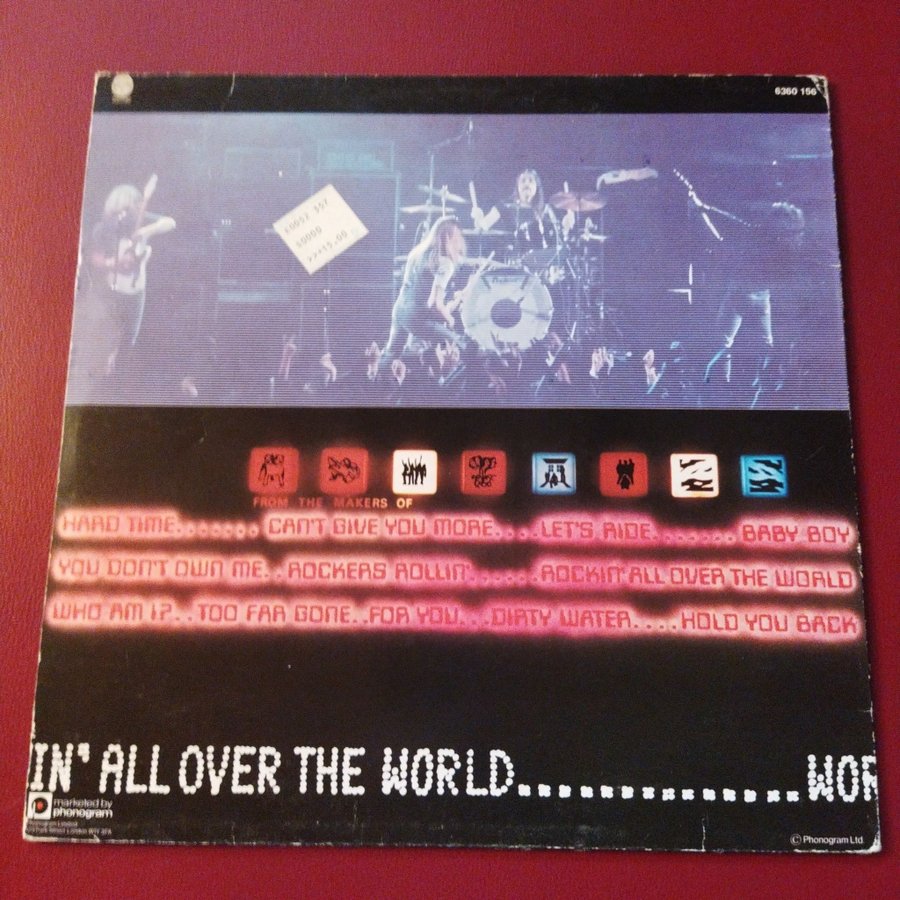 6360 156
60000
FROM THE MAKERS OF
HARD TIME....... CAN'T GIVE YOU MORE....LET'S RIDE.......BABY BOY
YOU DON'T OWN ME..ROCKERS ROLLIN'......ROCKIN' ALL OVER THE WORLD
WHO AM I?..TOO FAR GONE..FOR YOU...DIRTY WATER....HOLD YOU BACK
IN' ALL OVER THE WORLD..............WOR
marketed by
phonogram
© Phonogram Ltd.